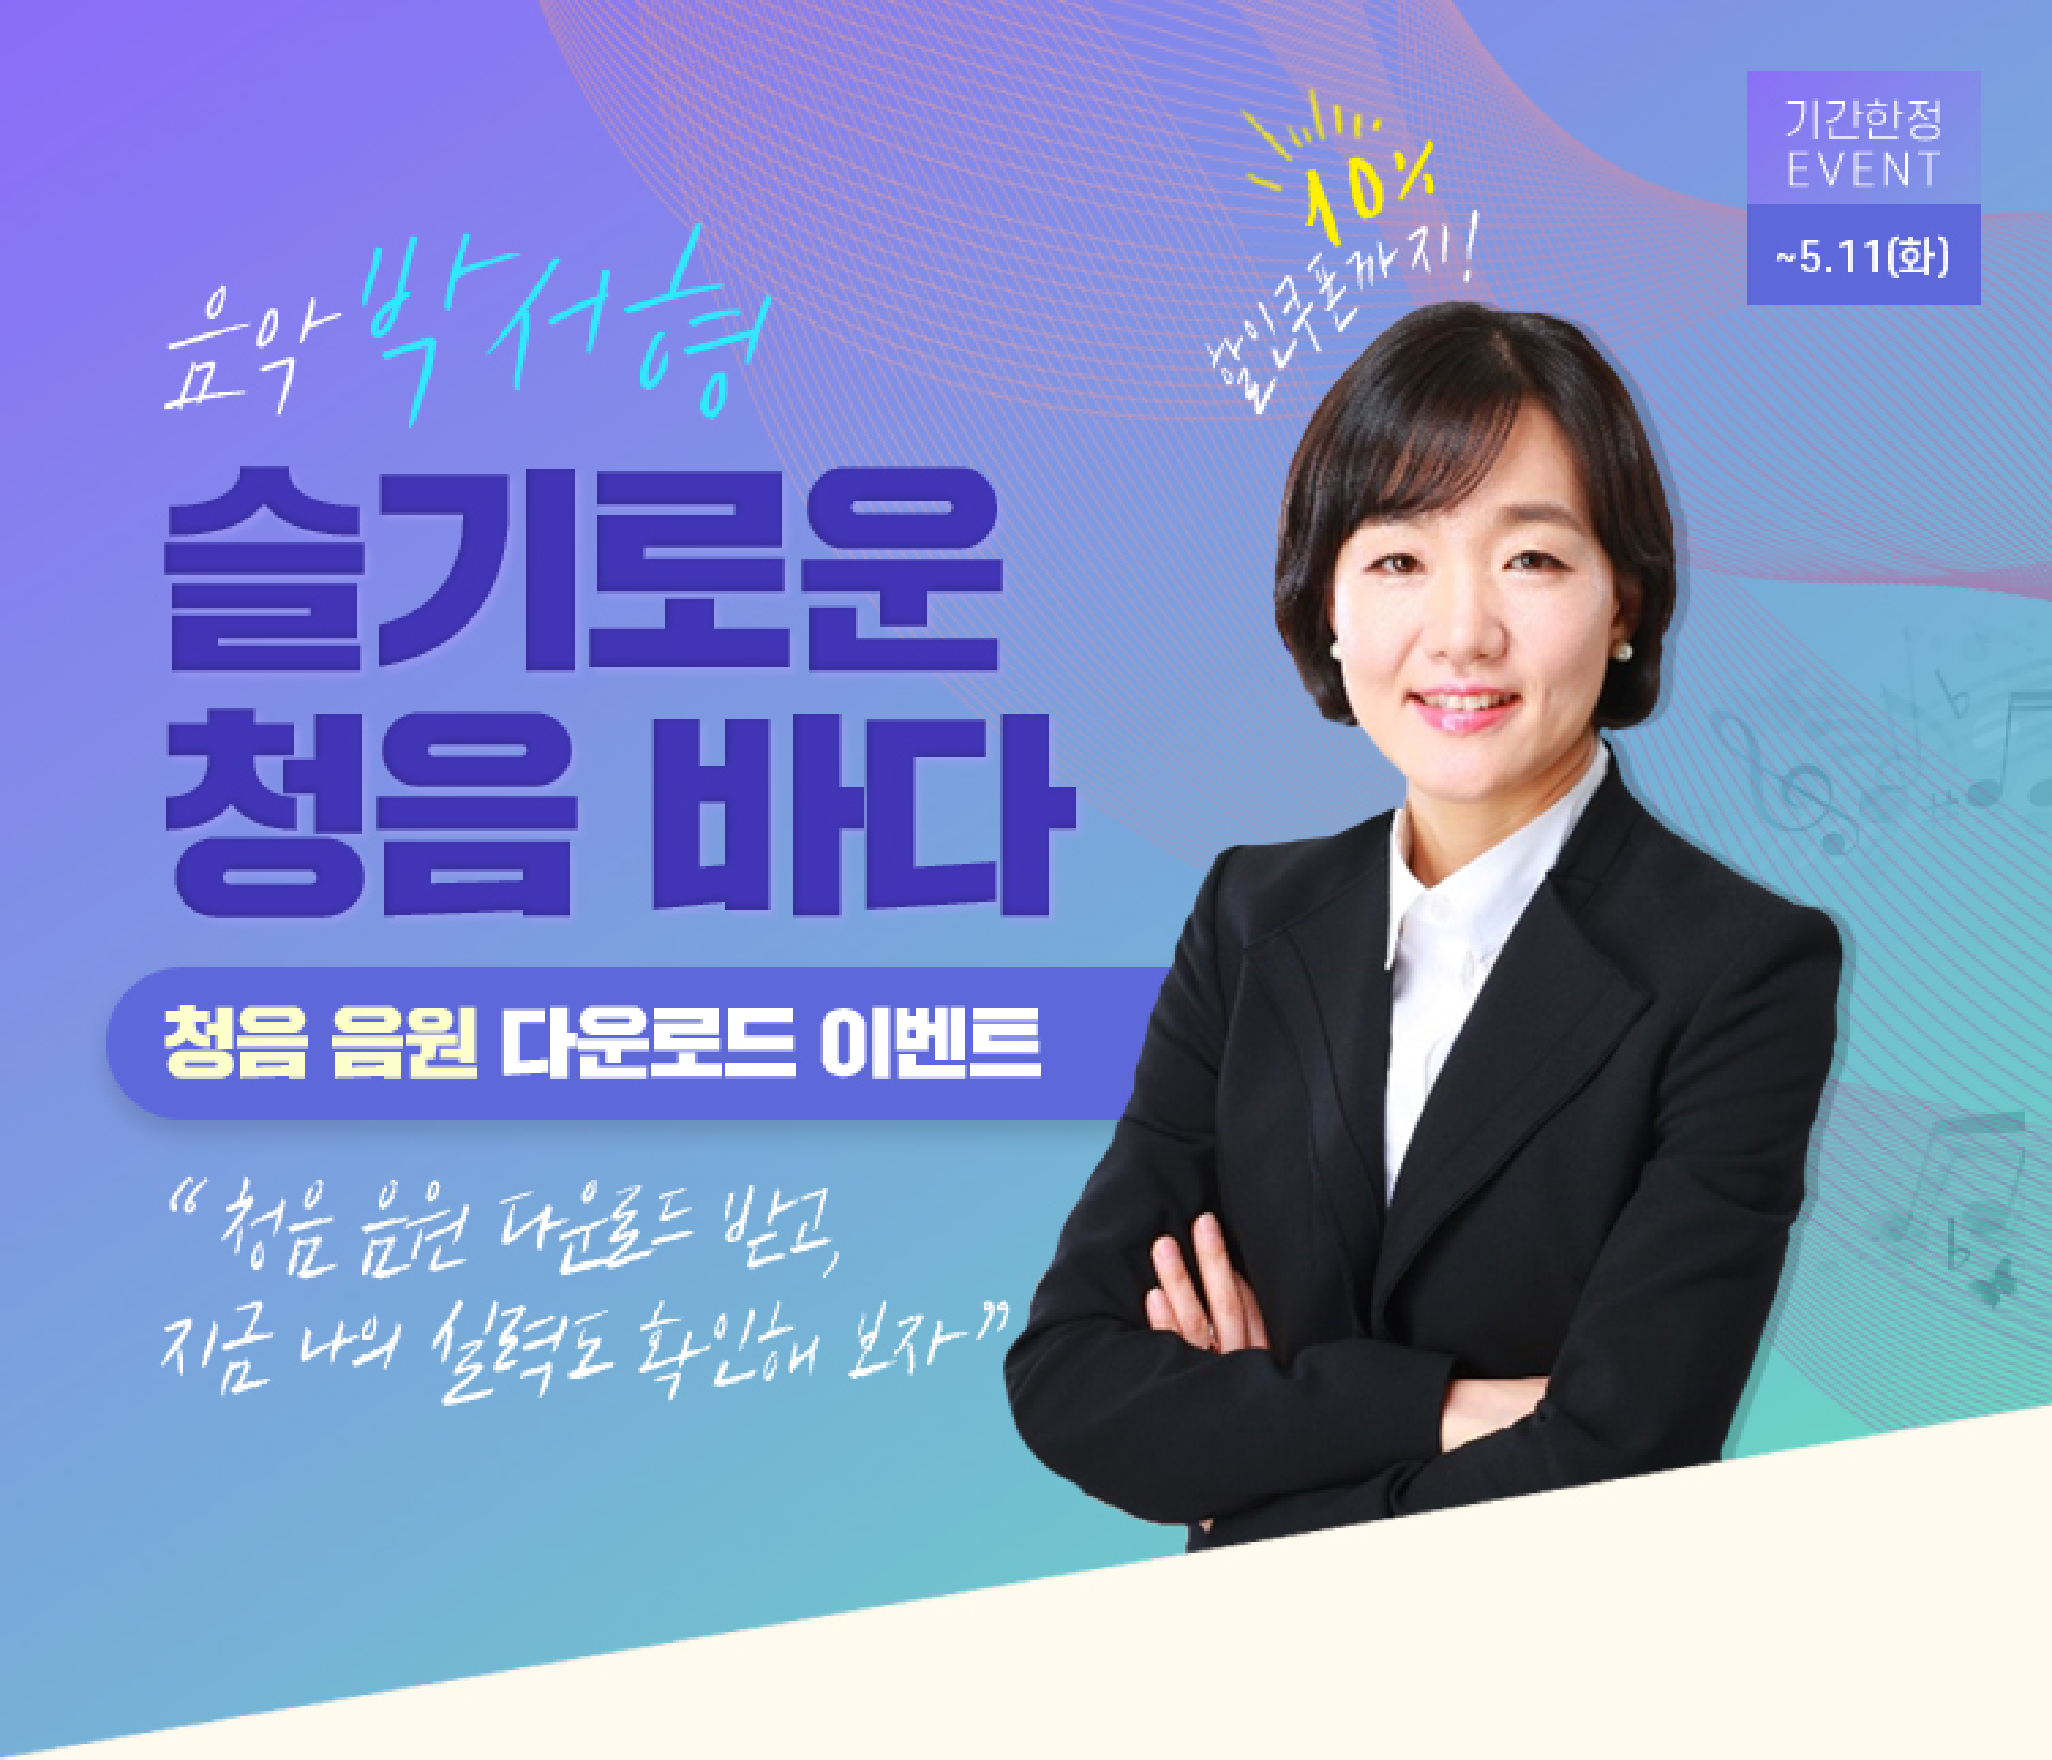 기간한정
EVENT
~5.11(화)
10%
할인쿠폰까지!
음악 박서형
슬기로운
청음 바다
청음 음원 다운로드 이벤트
“청음 음원 다운로드 받고,
지금 나의 실력도 확인해 보자”